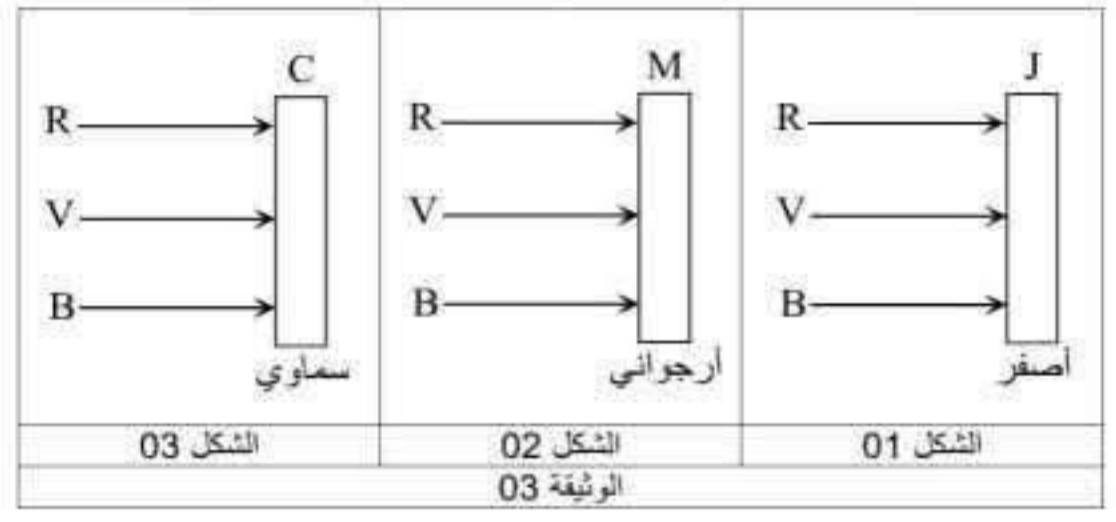 C M J
R R R
V V V
B B B
سماوي أرجواني أصفر
الشكل 03 الشكل 02 الشكل 01
الوثيقة 03